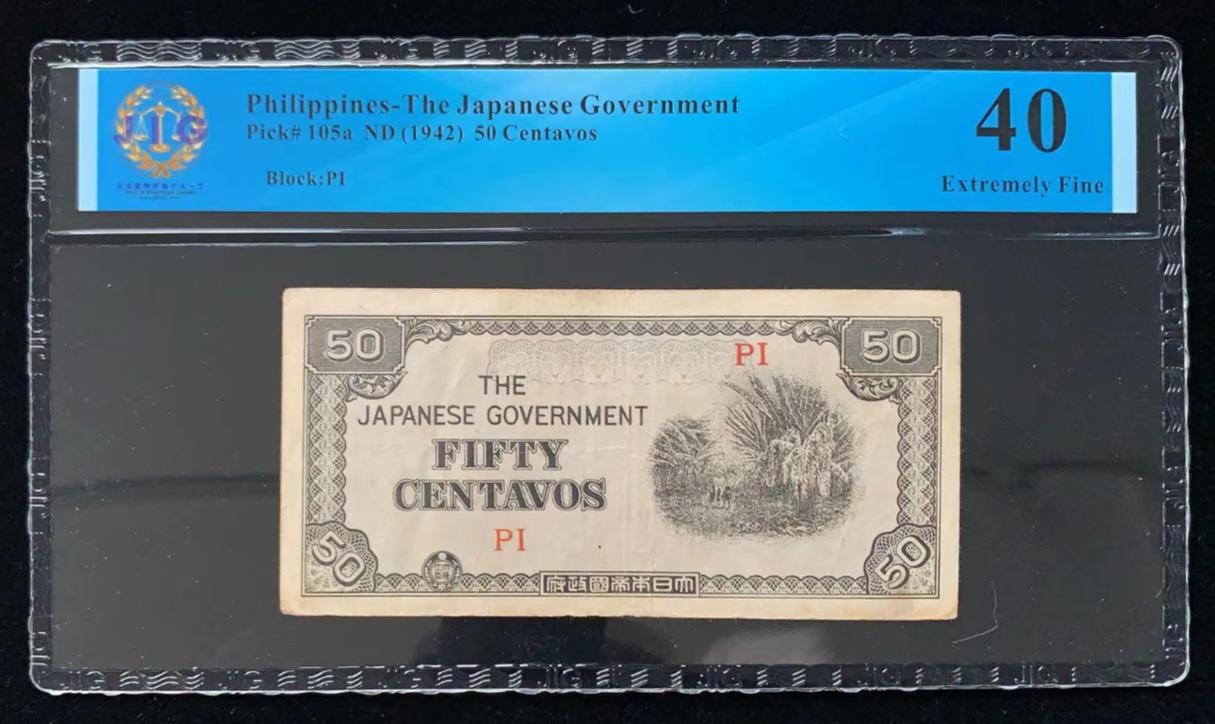 Philippines-The Japanese Government
Pick# 105a ND (1942) 50 Centavos
Block:PI
40
Extremely Fine
JIG
50
50
PI
THE
JAPANESE GOVERNMENT
FIFTY
CENTAVOS
PI
50
50
府政國帝本日大